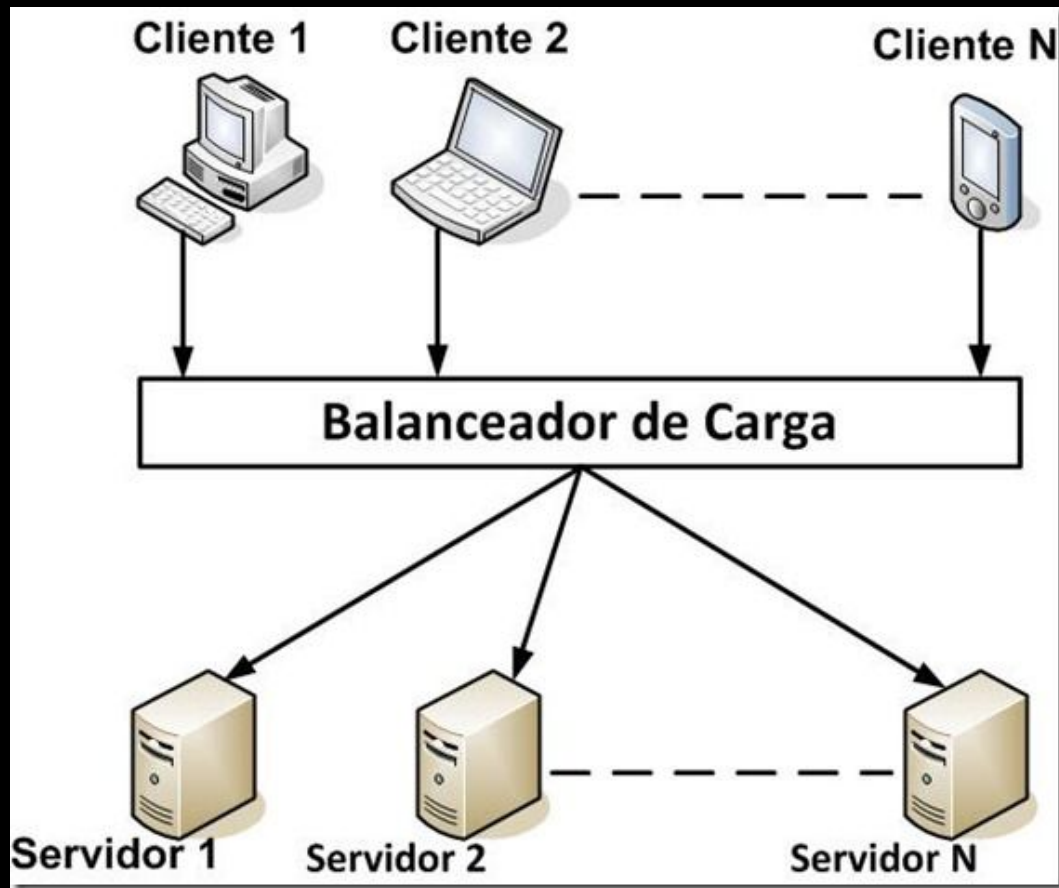 Cliente 1
Cliente 2
Cliente N
Balanceador de Carga
Servidor 1
Servidor 2
Servidor N